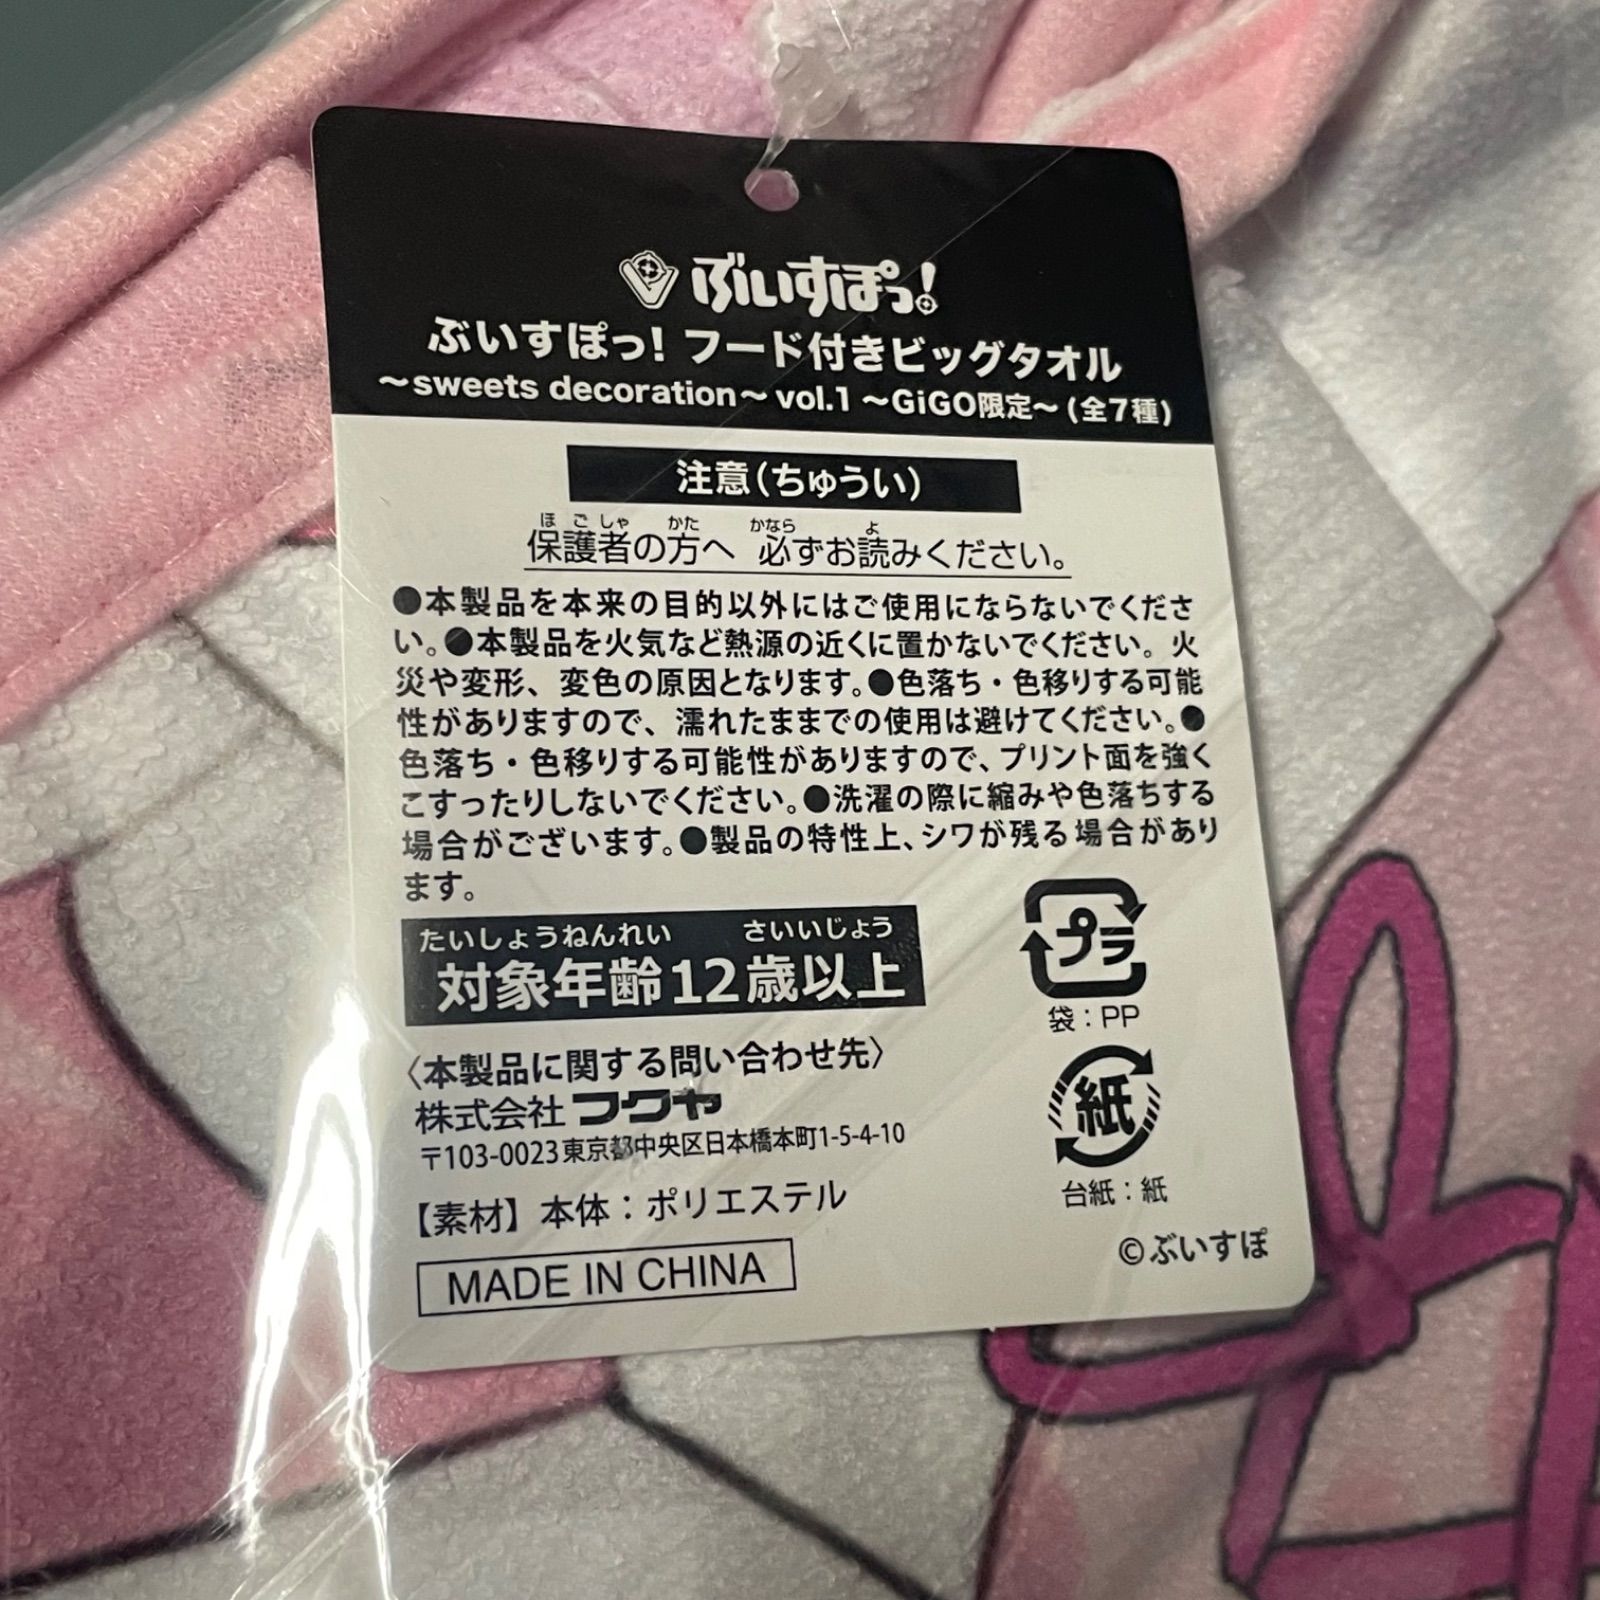 ぶいすぽっ!
ぶいすぽっ! フード付きビッグタオル
～sweets decoration～ vol.1 ～GiGO限定～ (全7種)
注意(ちゅうい)
ほごしゃ かた かなら よ
保護者の方へ 必ずお読みください。
●本製品を本来の目的以外にはご使用にならないでくださ
い。●本製品を火気など熱源の近くに置かないでください。火
災や変形、変色の原因となります。●色落ち・色移りする可能
性がありますので、濡れたままでの使用は避けてください。●
色落ち・色移りする可能性がありますので、プリント面を強く
こすったりしないでください。●洗濯の際に縮みや色落ちする
場合がございます。●製品の特性上、シワが残る場合があり
ます。
たいしょうねんれい さいいじょう
対象年齢12歳以上
プラ
袋：PP
〈本製品に関する問い合わせ先〉
株式会社フクヤ
〒103-0023東京都中央区日本橋本町1-5-4-10
紙
台紙：紙
【素材】本体：ポリエステル
©ぶいすぽ
MADE IN CHINA